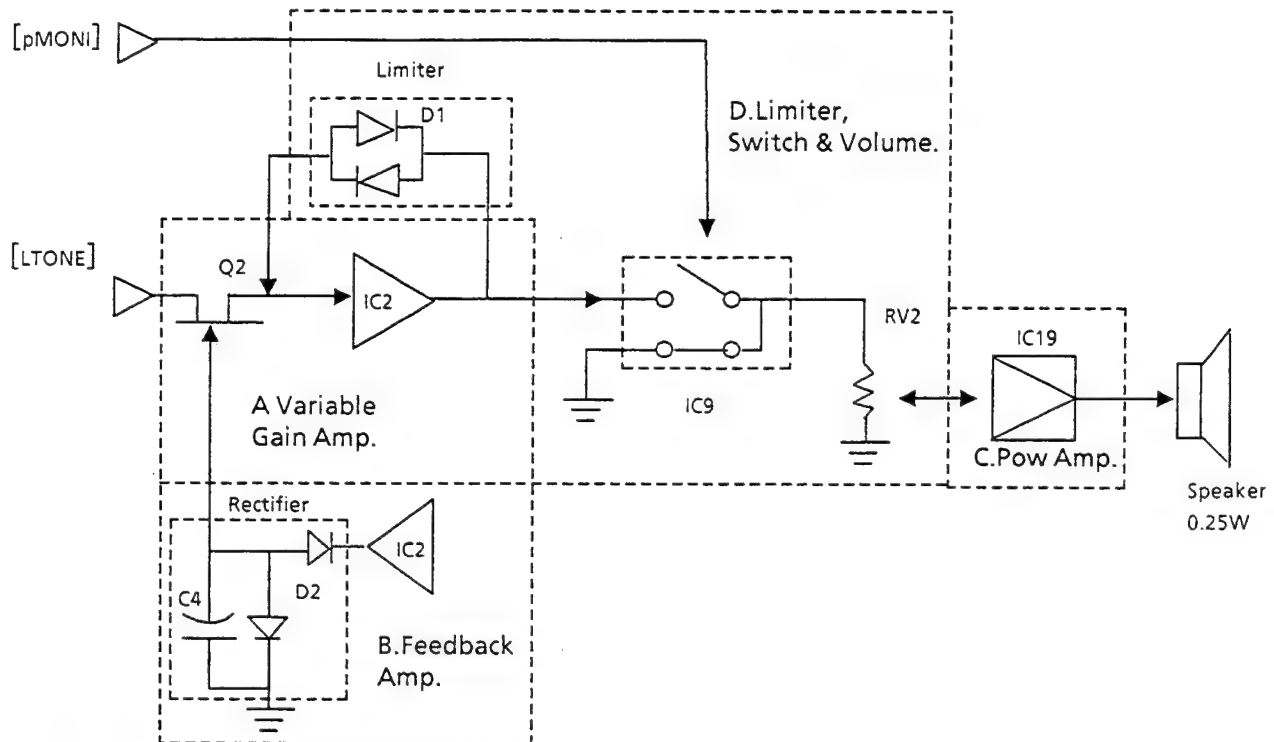 [pMONI]
Limiter
D1
D.Limiter,
Switch & Volume.
[LTONE]
Q2
IC2
RV2
IC19
IC9
A Variable
Gain Amp.
C.Pow Amp.
Speaker
0.25W
Rectifier
IC2
C4
D2
B.Feedback
Amp.